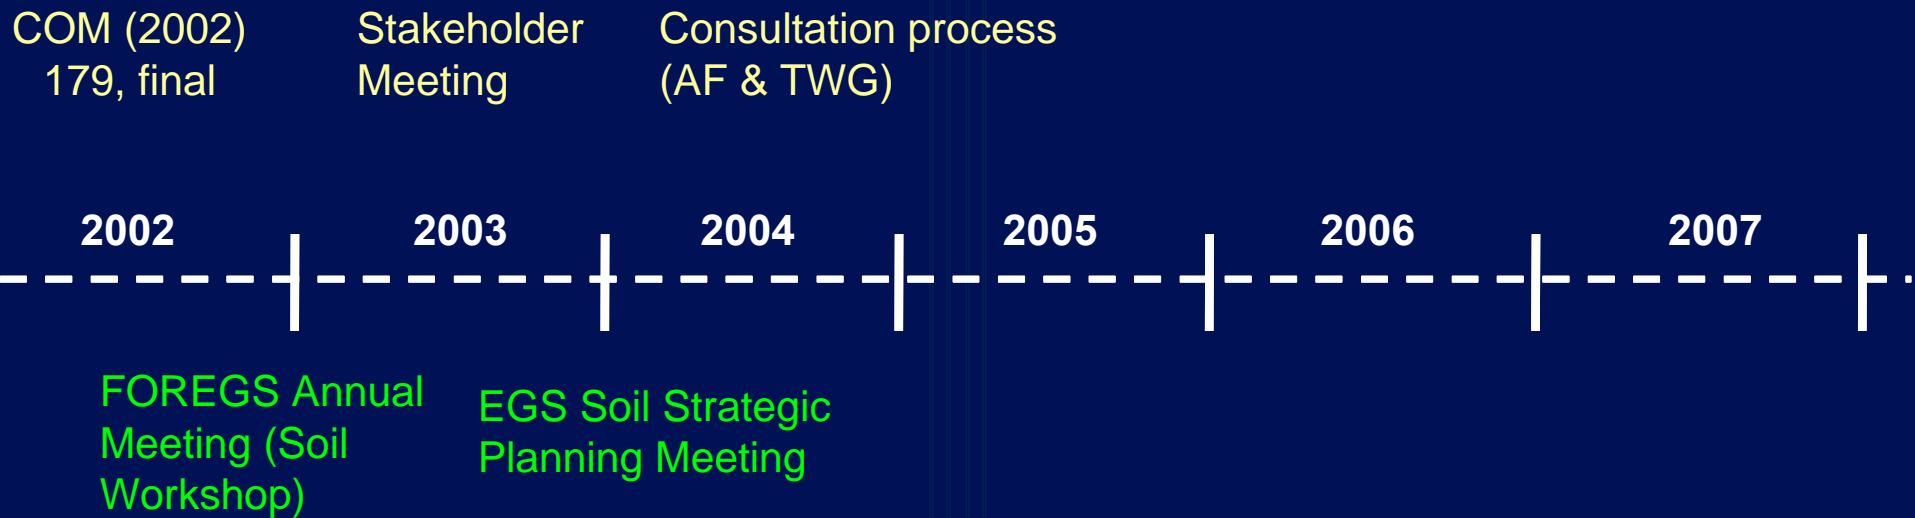 COM (2002)
179, final
Stakeholder
Meeting
Consultation process
(AF & TWG)
2002
2003
2004
2005
2006
2007
FOREGS Annual
Meeting (Soil
Workshop)
EGS Soil Strategic
Planning Meeting